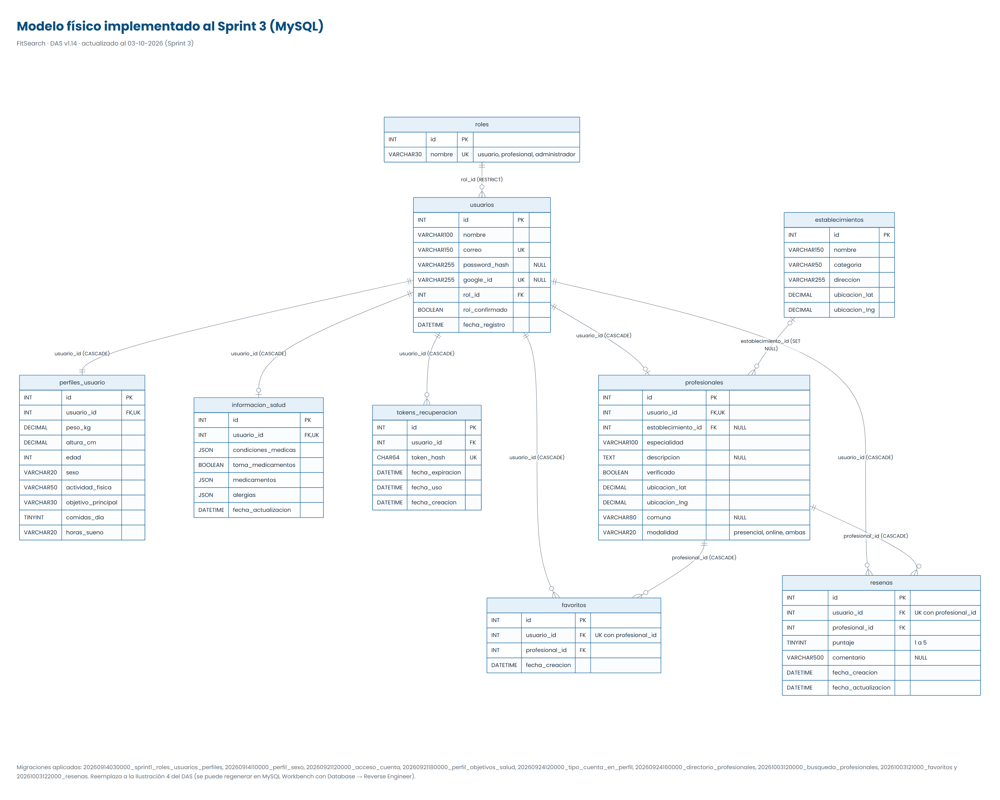 Modelo físico implementado al Sprint 3 (MySQL)
FitSearch · DAS v1.14 · actualizado al 03-10-2026 (Sprint 3)
roles
INT id PK
VARCHAR30 nombre UK usuario, profesional, administrador
rol_id (RESTRICT)
usuarios
INT id PK
VARCHAR100 nombre
VARCHAR150 correo UK
VARCHAR255 password_hash NULL
VARCHAR255 google_id UK NULL
INT rol_id FK
BOOLEAN rol_confirmado
DATETIME fecha_registro
establecimientos
INT id PK
VARCHAR150 nombre
VARCHAR50 categoria
VARCHAR255 direccion
DECIMAL ubicacion_lat
DECIMAL ubicacion_lng
usuario_id (CASCADE)
usuario_id (CASCADE)
usuario_id (CASCADE)
usuario_id (CASCADE)
establecimiento_id (SET
NULL)
perfiles_usuario
INT id PK
INT usuario_id FK,UK
DECIMAL peso_kg
DECIMAL altura_cm
INT edad
VARCHAR20 sexo
VARCHAR50 actividad_fisica
VARCHAR30 objetivo_principal
TINYINT comidas_dia
VARCHAR20 horas_sueno
informacion_salud
INT id PK
INT usuario_id FK,UK
JSON condiciones_medicas
BOOLEAN toma_medicamentos
JSON medicamentos
JSON alergias
DATETIME fecha_actualizacion
tokens_recuperacion
INT id PK
INT usuario_id FK
CHAR64 token_hash UK
DATETIME fecha_expiracion
DATETIME fecha_uso
DATETIME fecha_creacion
usuario_id (CASCADE)
profesionales
INT id PK
INT usuario_id FK,UK
INT establecimiento_id FK NULL
VARCHAR100 especialidad
TEXT descripcion NULL
BOOLEAN verificado
DECIMAL ubicacion_lat
DECIMAL ubicacion_lng
VARCHAR80 comuna NULL
VARCHAR20 modalidad presencial, online, ambas
usuario_id (CASCADE)
profesional_id (CASCADE)
profesional_id (CASCADE)
favoritos
INT id PK
INT usuario_id FK UK con profesional_id
INT profesional_id FK
DATETIME fecha_creacion
resenas
INT id PK
INT usuario_id FK UK con profesional_id
INT profesional_id FK
TINYINT puntaje 1 a 5
VARCHAR500 comentario NULL
DATETIME fecha_creacion
DATETIME fecha_actualizacion
Migraciones aplicadas: 20260914030000_sprint1_roles_usuarios_perfiles, 20260914110000_perfil_sexo, 20260921120000_acceso_cuenta, 20260921180000_perfil_objetivos_salud, 20260924120000_tipo_cuenta_en_perfil, 20260924160000_directorio_profesionales, 20261003120000_busqueda_profesionales, 20261003121000_favoritos y
20261003122000_resenas. Reemplaza a la Ilustración 4 del DAS (se puede regenerar en MySQL Workbench con Database → Reverse Engineer).